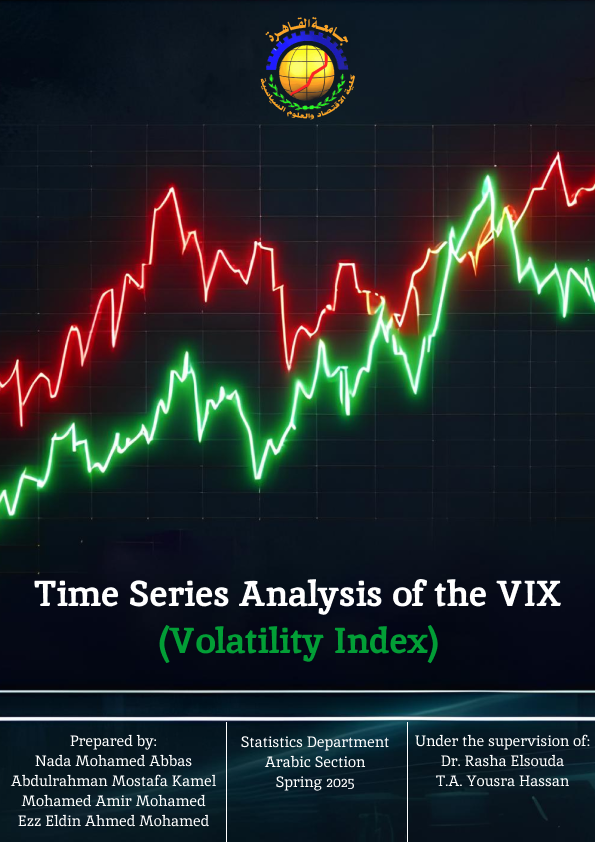 جامعة القاهرة
كلية الاقتصاد والعلوم السياسية
Time Series Analysis of the VIX
(Volatility Index)
Prepared by:
Nada Mohamed Abbas
Abdulrahman Mostafa Kamel
Mohamed Amir Mohamed
Ezz Eldin Ahmed Mohamed
Statistics Department
Arabic Section
Spring 2025
Under the supervision of:
Dr. Rasha Elsouda
T.A. Yousra Hassan